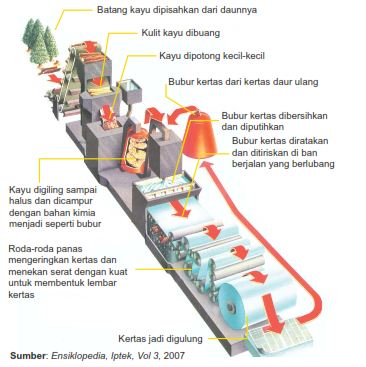 Batang kayu dipisahkan dari daunnya
Kulit kayu dibuang
Kayu dipotong kecil-kecil
Bubur kertas dari kertas daur ulang
Bubur kertas dibersihkan
dan diputihkan
Bubur kertas diratakan
dan ditiriskan di ban
berjalan yang berlubang
Kayu digiling sampai
halus dan dicampur
dengan bahan kimia
menjadi seperti bubur
Roda-roda panas
mengeringkan kertas dan
menekan serat dengan kuat
untuk membentuk lembar
kertas
Kertas jadi digulung
Sumber: Ensiklopedia, Iptek, Vol 3, 2007